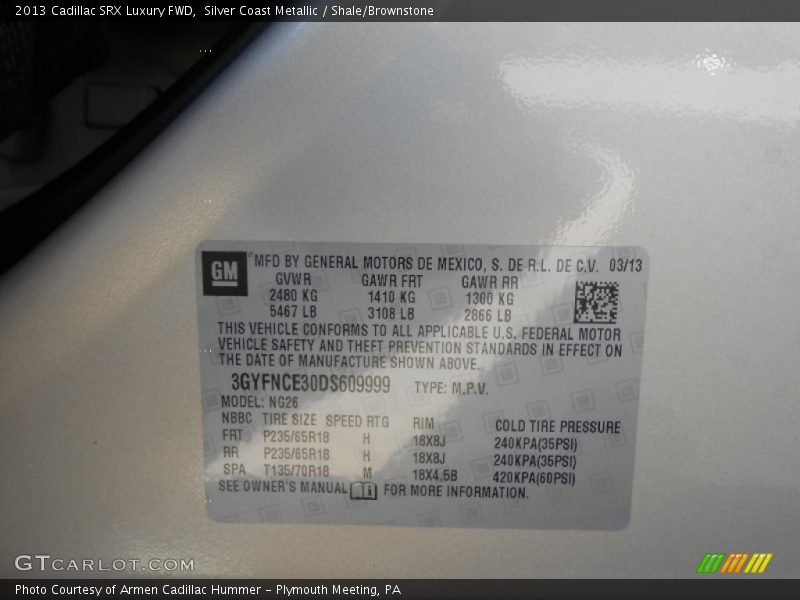 2013 Cadillac SRX Luxury FWD, Silver Coast Metallic / Shale/Brownstone
GM MFD BY GENERAL MOTORS DE MEXICO, S. DE R.L. DE C.V. 03/13
GVWR GAWR FRT GAWR RR
2480 KG 1410 KG 1300 KG
5467 LB 3108 LB 2866 LB
THIS VEHICLE CONFORMS TO ALL APPLICABLE U.S. FEDERAL MOTOR
VEHICLE SAFETY AND THEFT PREVENTION STANDARDS IN EFFECT ON
THE DATE OF MANUFACTURE SHOWN ABOVE.
3GYFNCE30DS609999 TYPE: M.P.V.
MODEL: NG26
NBBC TIRE SIZE SPEED RTG RIM COLD TIRE PRESSURE
FRT P235/65R18 H 18X8J 240KPA(35PSI)
RR P235/65R18 H 18X8J 240KPA(35PSI)
SPA T135/70R18 M 18X4.5B 420KPA(60PSI)
SEE OWNER'S MANUAL FOR MORE INFORMATION.
GTCARLOT.COM
Photo Courtesy of Armen Cadillac Hummer - Plymouth Meeting, PA